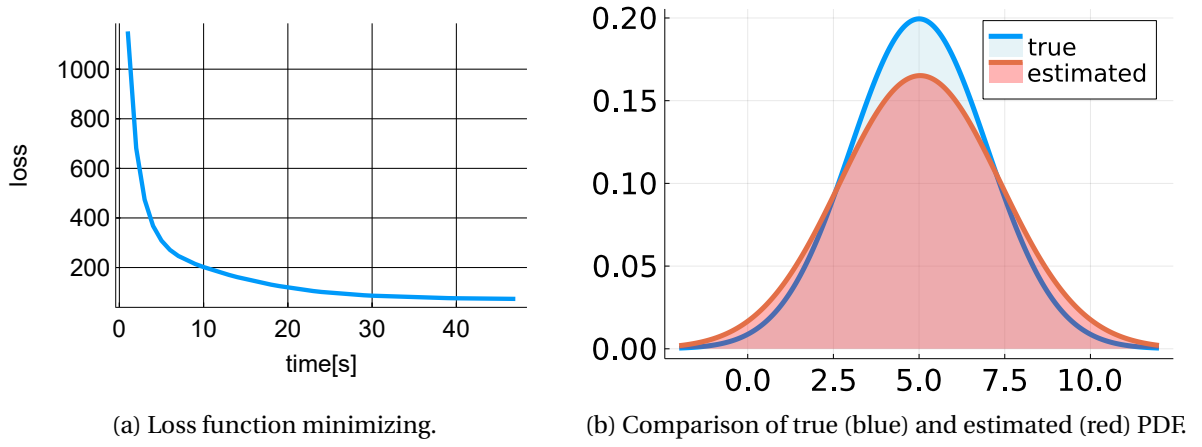 1000
800
600
400
200
loss
0 10 20 30 40
time[s]
(a) Loss function minimizing.
0.20
0.15
0.10
0.05
0.00
true
estimated
0.0 2.5 5.0 7.5 10.0
(b) Comparison of true (blue) and estimated (red) PDF.